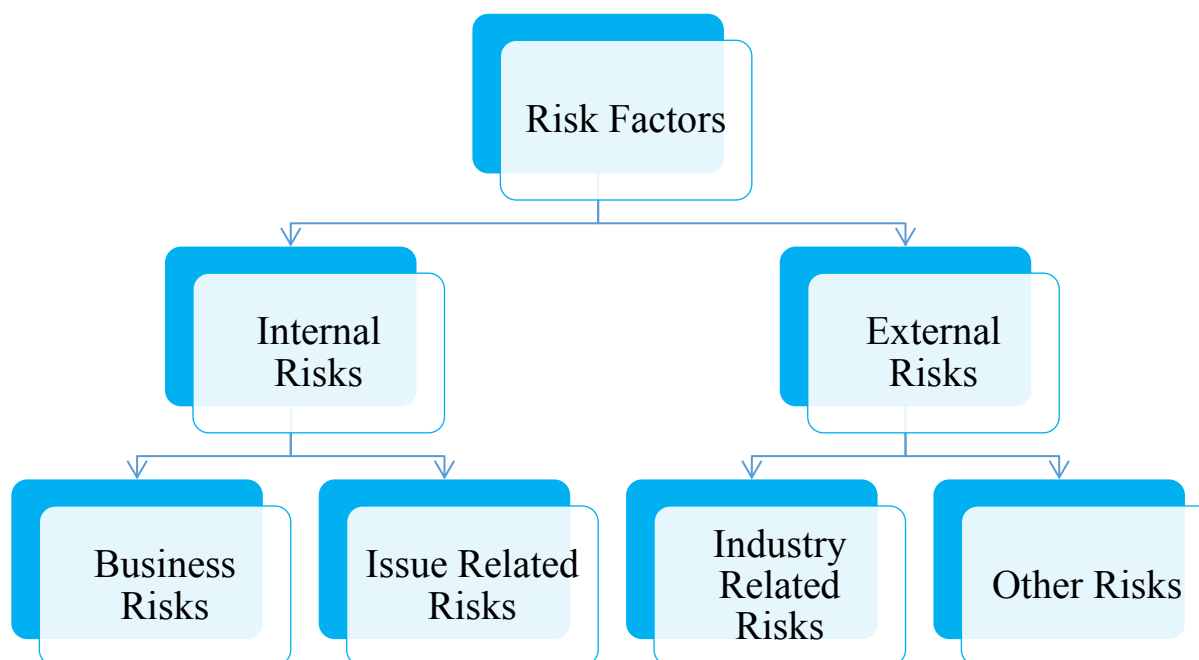 Risk Factors
Internal
Risks
External
Risks
Business
Risks
Issue Related
Risks
Industry
Related
Risks
Other Risks